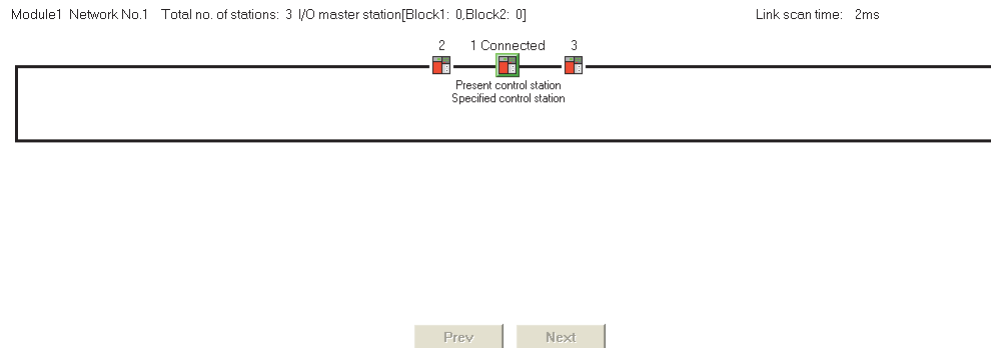 Module1 Network No.1 Total no. of stations: 3 I/O master station[Block1: 0,Block2: 0] Link scan time: 2ms
2 1 Connected 3
Present control station
Specified control station
Prev Next